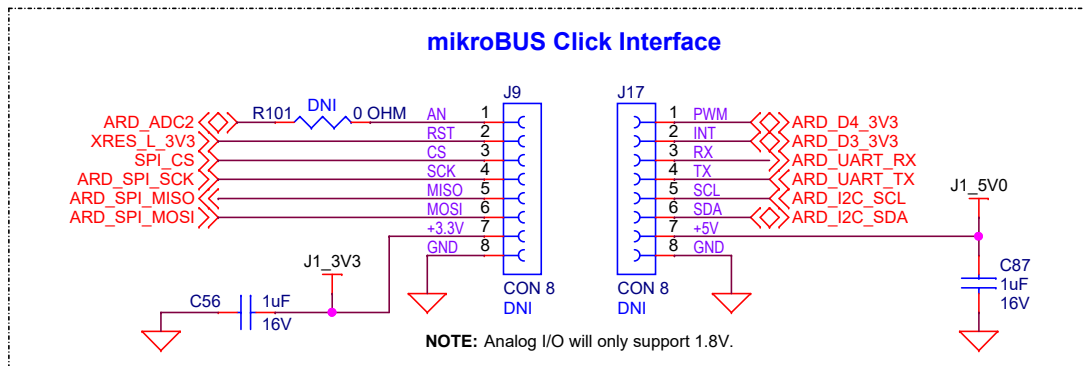 mikroBUS Click Interface
J9 J17
R101 DNI 0 OHM
ARD_ADC2 AN 1 1 PWM ARD_D4_3V3
XRES_L_3V3 RST 2 2 INT ARD_D3_3V3
SPI_CS CS 3 3 RX ARD_UART_RX
ARD_SPI_SCK SCK 4 4 TX ARD_UART_TX
ARD_SPI_MISO MISO 5 5 SCL ARD_I2C_SCL
ARD_SPI_MOSI MOSI 6 6 SDA ARD_I2C_SDA
+3.3V 7 7 +5V
GND 8 8 GND
J1_5V0
J1_3V3
C56 1uF 16V
CON 8 DNI
CON 8 DNI
C87 1uF 16V
NOTE: Analog I/O will only support 1.8V.